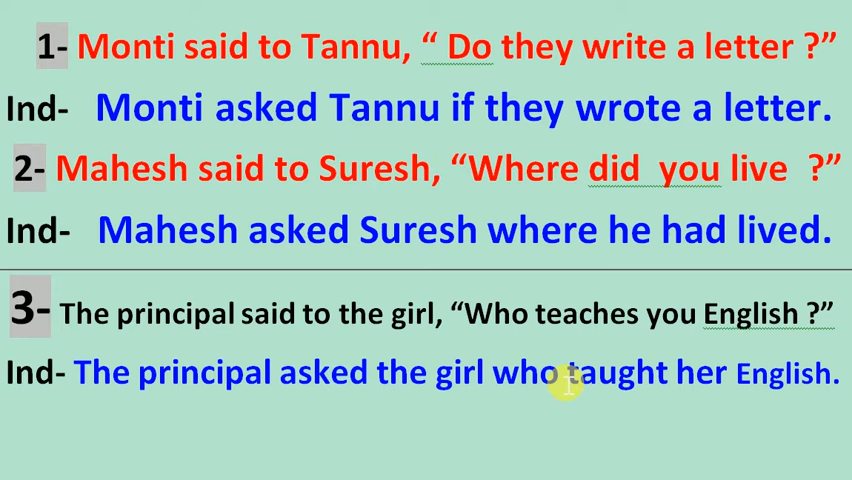 1- Monti said to Tannu, “ Do they write a letter ?”
Ind- Monti asked Tannu if they wrote a letter.
2- Mahesh said to Suresh, “Where did you live ?”
Ind- Mahesh asked Suresh where he had lived.
3- The principal said to the girl, “Who teaches you English ?”
Ind- The principal asked the girl who taught her English.